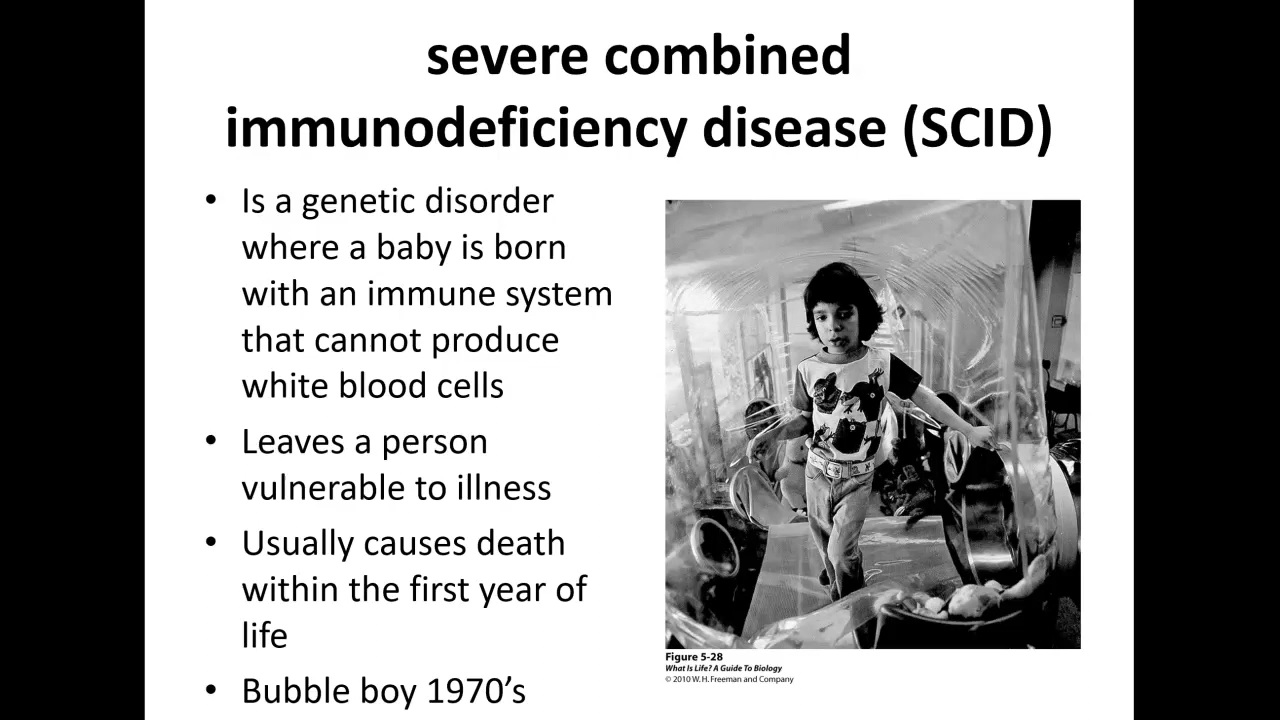 severe combined
immunodeficiency disease (SCID)
• Is a genetic disorder
where a baby is born
with an immune system
that cannot produce
white blood cells
• Leaves a person
vulnerable to illness
• Usually causes death
within the first year of
life
• Bubble boy 1970’s
Figure 5-28
What Is Life? A Guide To Biology
© 2010 W. H. Freeman and Company